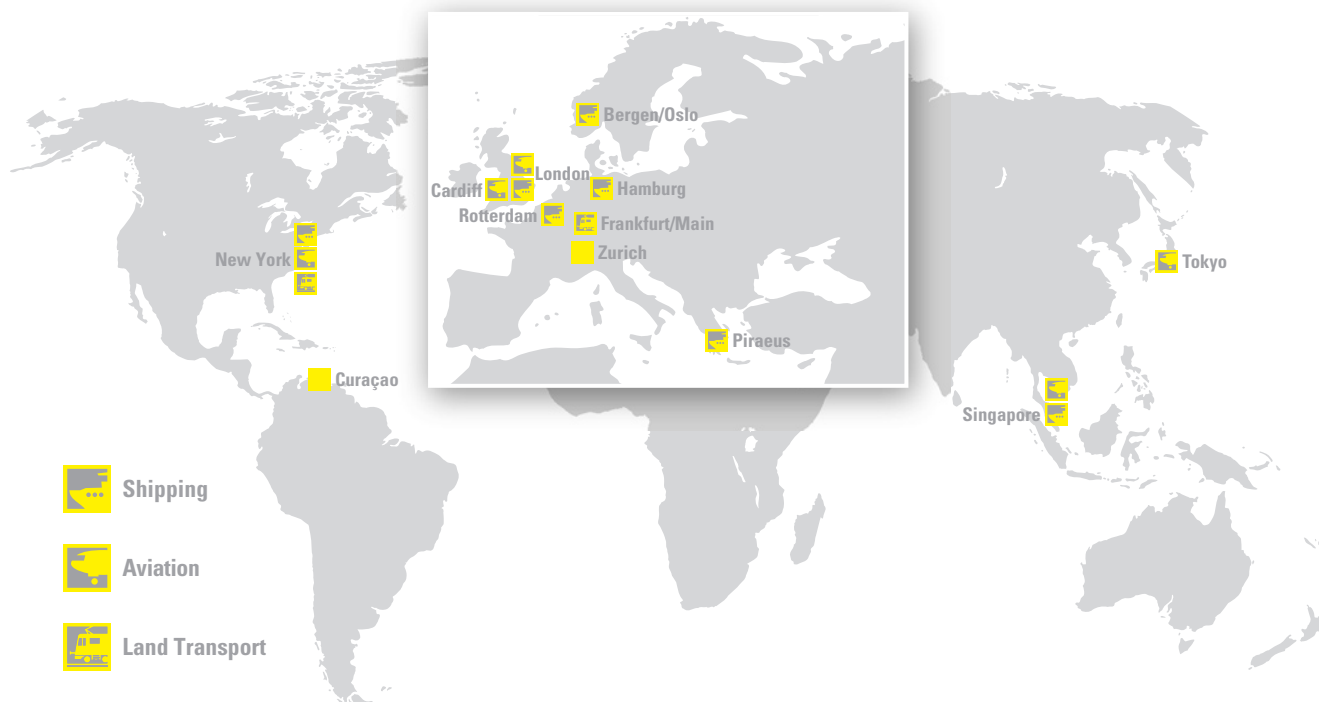 Bergen/Oslo
London
Cardiff
Hamburg
Rotterdam
Frankfurt/Main
New York
Zurich
Tokyo
Piraeus
Curaçao
Singapore
Shipping
Aviation
Land Transport